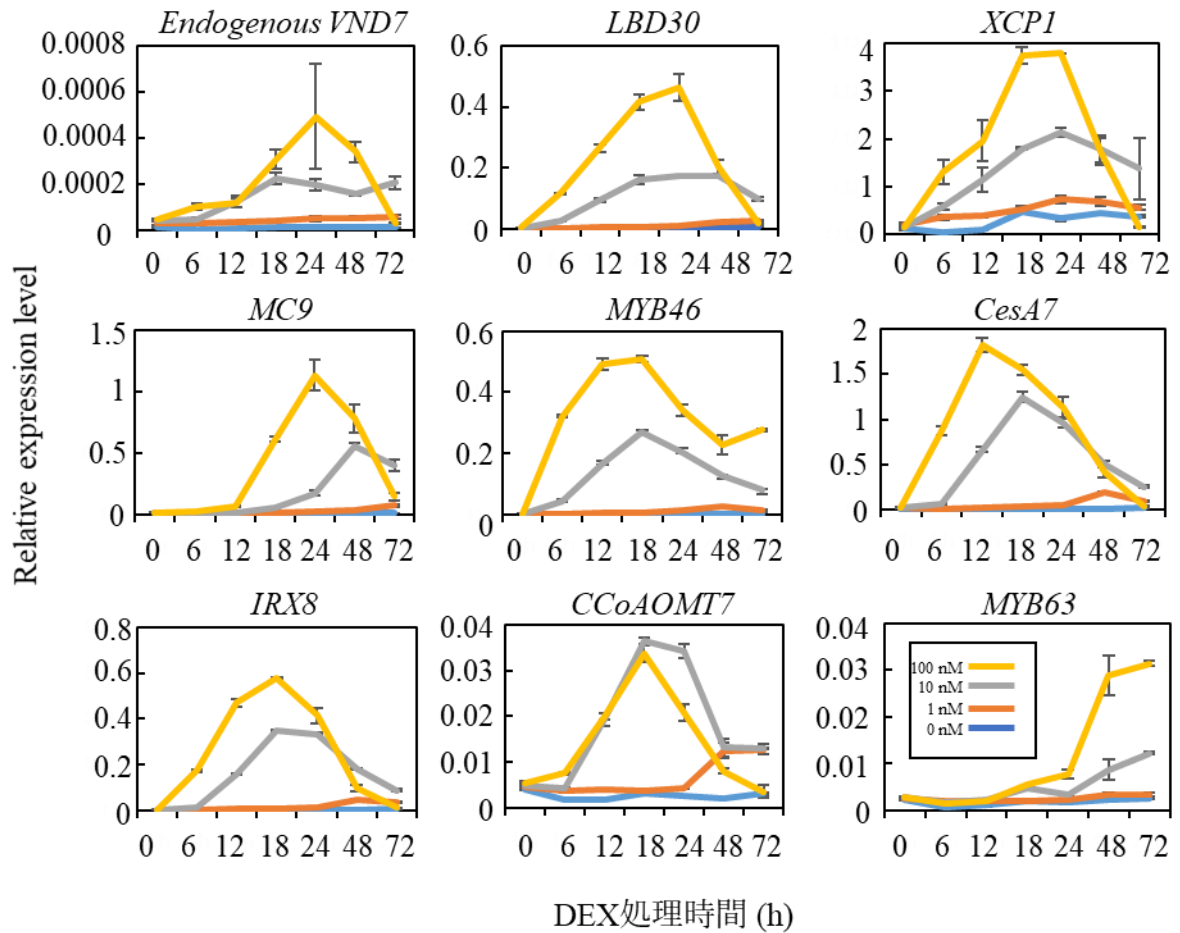 Endogenous VND7
0.0008
0.0006
0.0004
0.0002
0
0 6 12 18 24 48 72
LBD30
0.6
0.4
0.2
0
0 6 12 18 24 48 72
XCP1
4
3
2
1
0
0 6 12 18 24 48 72
Relative expression level
MC9
1.5
1
0.5
0
0 6 12 18 24 48 72
MYB46
0.6
0.4
0.2
0
0 6 12 18 24 48 72
CesA7
2
1.5
1
0.5
0
0 6 12 18 24 48 72
IRX8
0.8
0.6
0.4
0.2
0
0 6 12 18 24 48 72
CCoAOMT7
0.04
0.03
0.02
0.01
0
0 6 12 18 24 48 72
MYB63
0.04
0.03
0.02
0.01
0
0 6 12 18 24 48 72
100 nM
10 nM
1 nM
0 nM
DEX処理時間 (h)